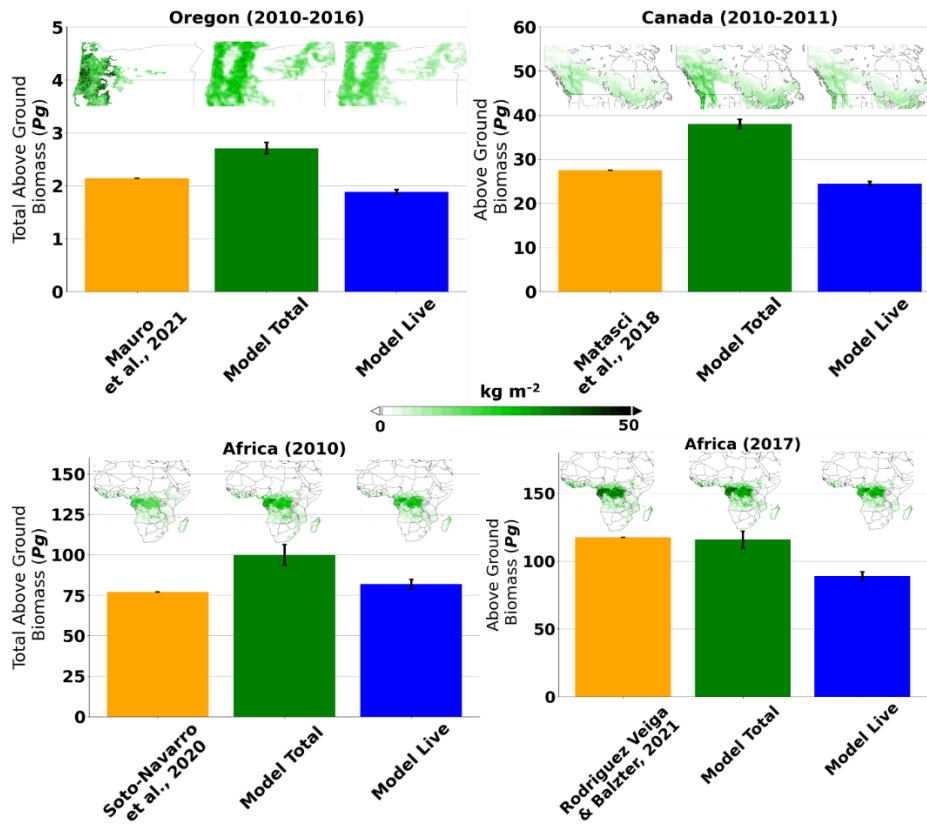 Oregon (2010-2016)
5
4
3
2
1
0
Total Above Ground
Biomass (Pg)
Mauro
et al., 2021
Model Total
Model Live
Canada (2010-2011)
60
50
40
30
20
10
0
Above Ground
Biomass (Pg)
Matasci
et al., 2018
Model Total
Model Live
kg m⁻²
0
50
Africa (2010)
150
125
100
75
50
25
0
Total Above Ground
Biomass (Pg)
Soto-Navarro
et al., 2020
Model Total
Model Live
Africa (2017)
150
100
50
0
Above Ground
Biomass (Pg)
Rodriguez Veiga
& Balzter, 2021
Model Total
Model Live